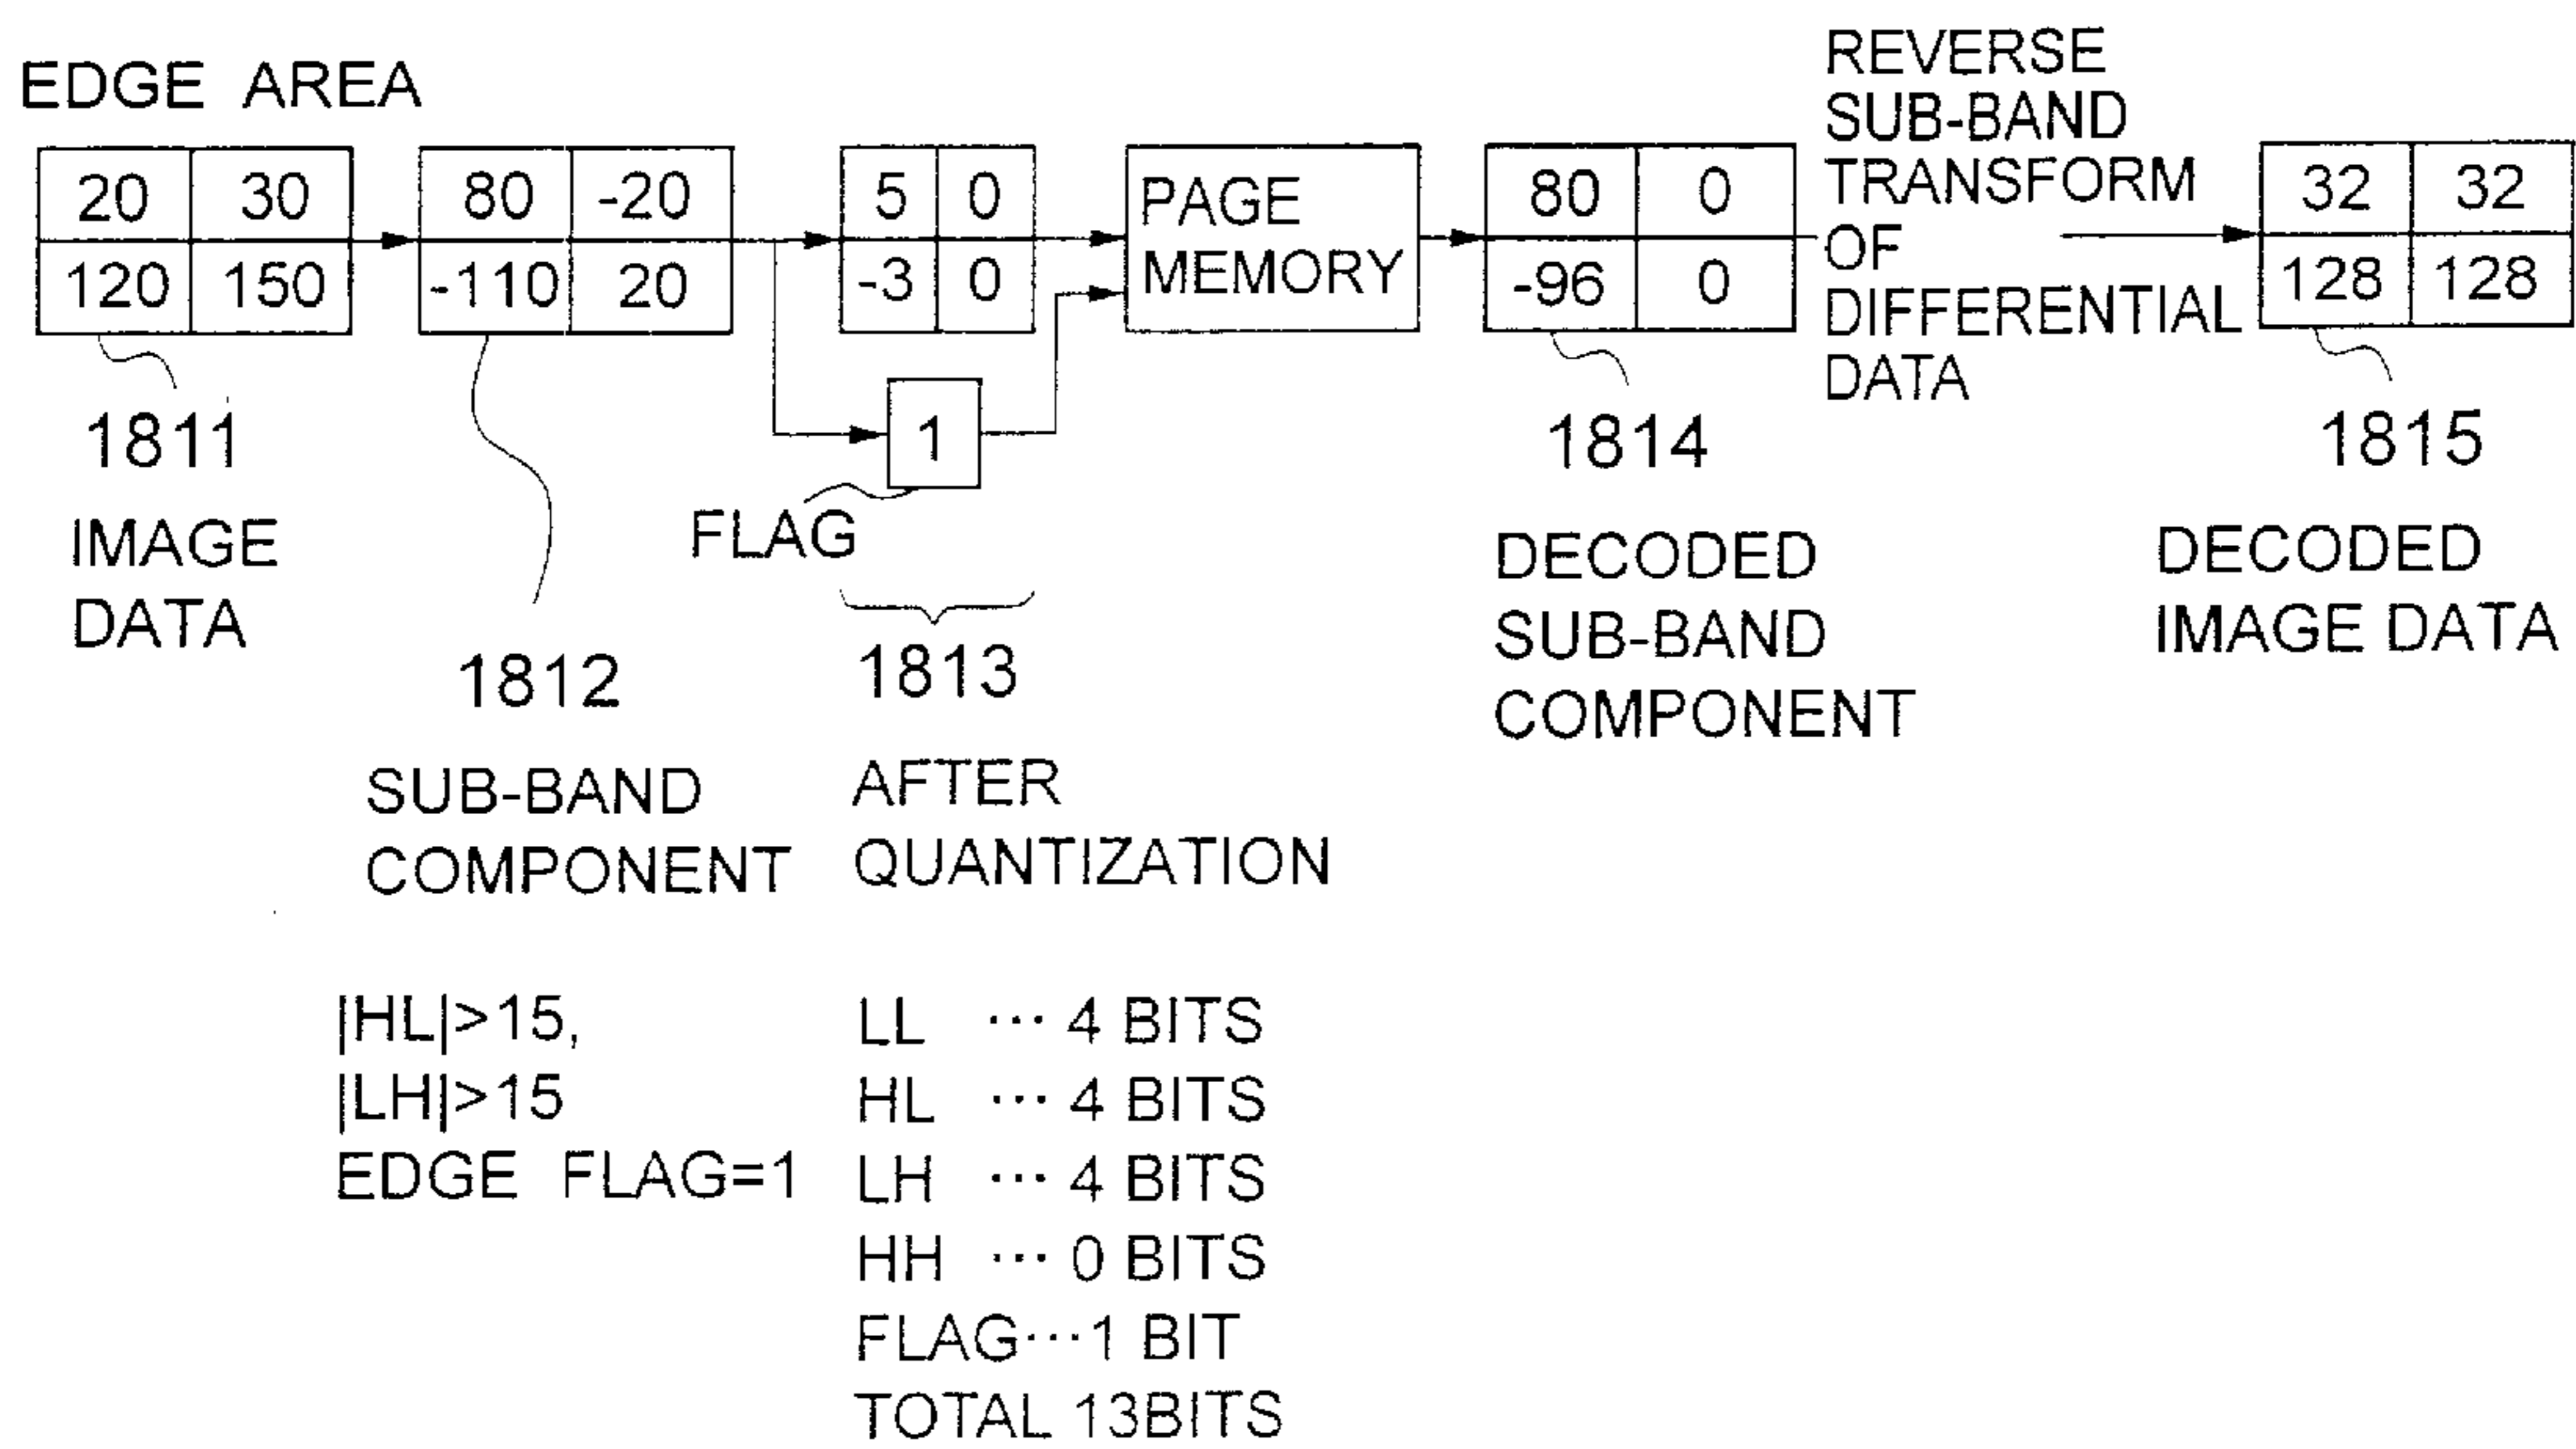 EDGE AREA
20 30
120 150
1811
IMAGE
DATA
80 -20
-110 20
1812
SUB-BAND
COMPONENT
|HL|>15,
|LH|>15
EDGE FLAG=1
5 0
-3 0
1
FLAG
1813
AFTER
QUANTIZATION
LL ··· 4 BITS
HL ··· 4 BITS
LH ··· 4 BITS
HH ··· 0 BITS
FLAG···1 BIT
TOTAL 13BITS
PAGE
MEMORY
80 0
-96 0
1814
DECODED
SUB-BAND
COMPONENT
REVERSE
SUB-BAND
TRANSFORM
OF
DIFFERENTIAL
DATA
32 32
128 128
1815
DECODED
IMAGE DATA